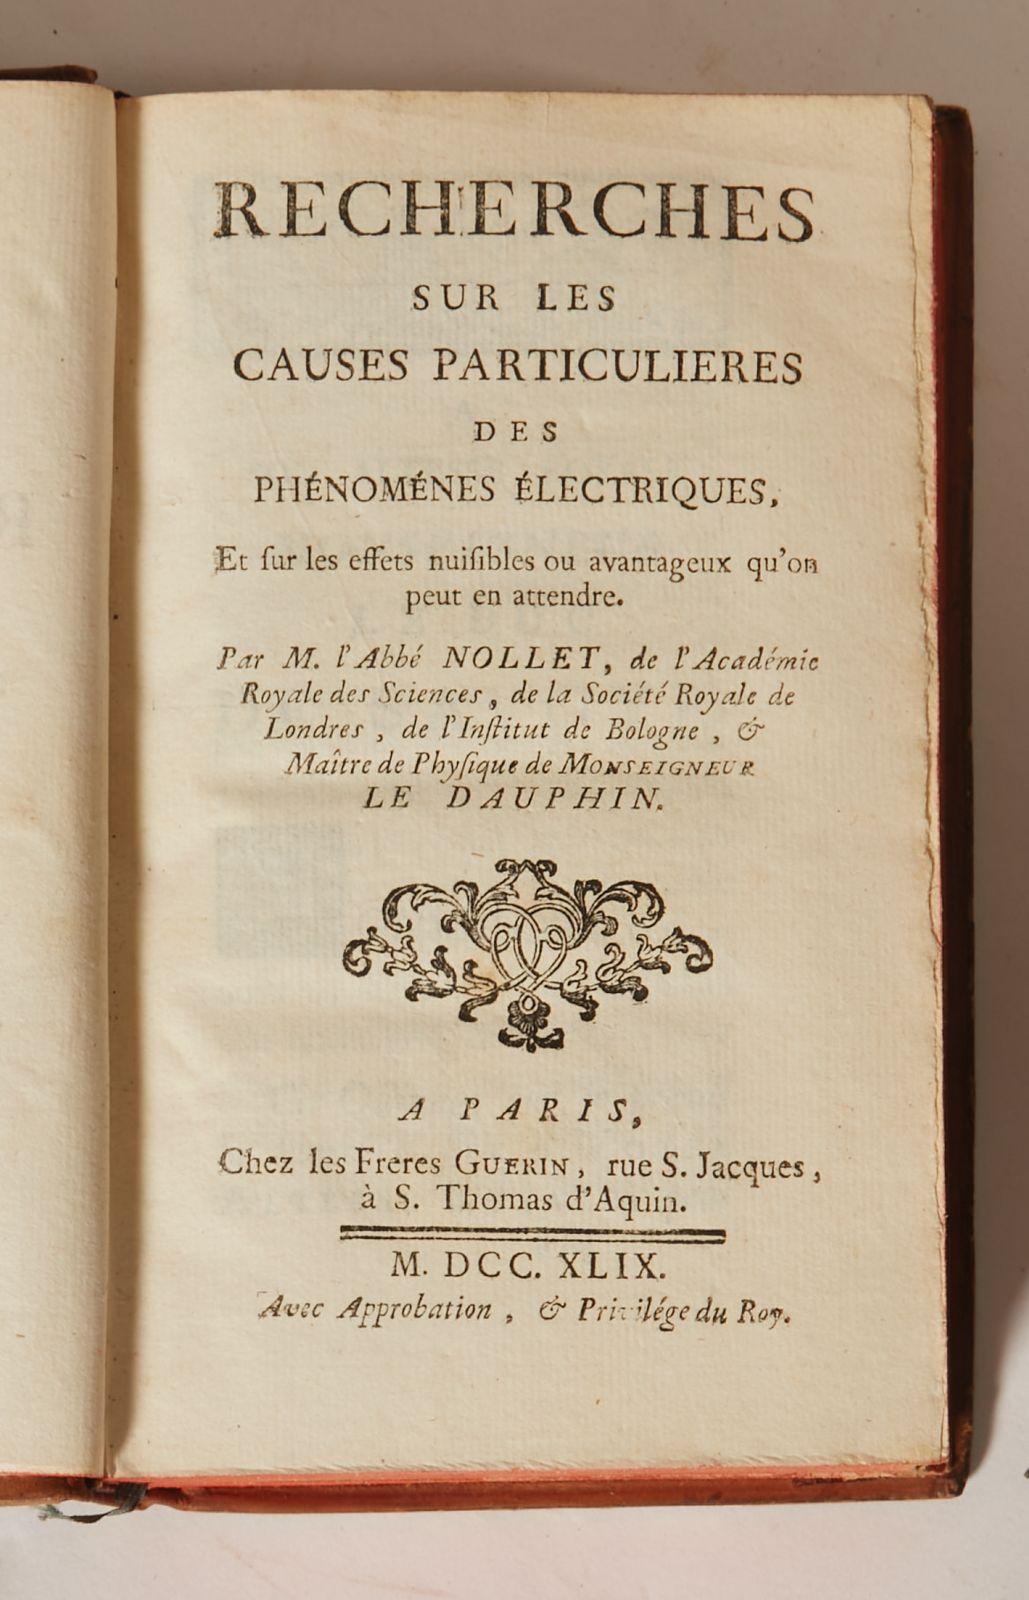 RECHERCHES
SUR LES
CAUSES PARTICULIERES
DES
PHÉNOMÉNES ÉLECTRIQUES,
Et ſur les effets nuiſibles ou avantageux qu'on
peut en attendre.
Par M. l'Abbé NOLLET, de l'Académie
Royale des Sciences, de la Société Royale de
Londres, de l'Inſtitut de Bologne, &
Maître de Phyſique de MONSEIGNEUR
LE DAUPHIN.
A PARIS,
Chez les Freres GUERIN, rue S. Jacques,
à S. Thomas d'Aquin.
M. DCC. XLIX.
Avec Approbation, & Privilége du Roy.